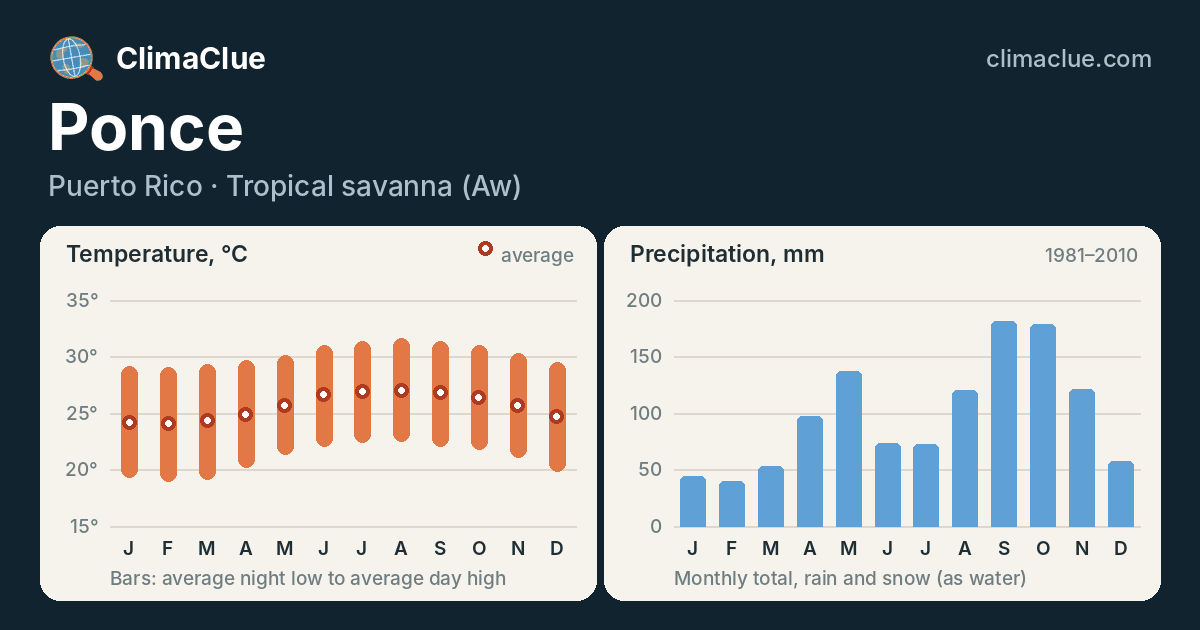 ClimaClue
climaclue.com
Ponce
Puerto Rico · Tropical savanna (Aw)
Temperature, °C
average
35°
30°
25°
20°
15°
J F M A M J J A S O N D
Bars: average night low to average day high
Precipitation, mm
1981–2010
200
150
100
50
0
J F M A M J J A S O N D
Monthly total, rain and snow (as water)